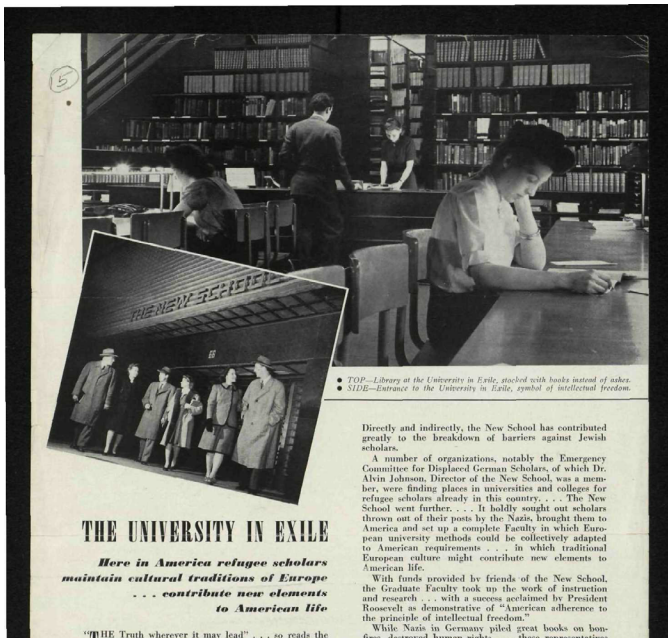 5
THE NEW SCHOOL
● TOP—Library at the University in Exile, stocked with books instead of ashes.
● SIDE—Entrance to the University in Exile, symbol of intellectual freedom.
THE UNIVERSITY IN EXILE
Here in America refugee scholars
maintain cultural traditions of Europe
. . . contribute new elements
to American life
"THE Truth wherever it may lead" . . . so reads the
Directly and indirectly, the New School has contributed
greatly to the breakdown of barriers against Jewish
scholars.
A number of organizations, notably the Emergency
Committee for Displaced German Scholars, of which Dr.
Alvin Johnson, Director of the New School, was a mem-
ber, were finding places in universities and colleges for
refugee scholars already in this country. . . . The New
School went further. . . . It boldly sought out scholars
thrown out of their posts by the Nazis, brought them to
America and set up a complete Faculty in which Euro-
pean university methods could be collectively adapted
to American requirements . . . in which traditional
European culture might contribute new elements to
American life.
With funds provided by friends of the New School,
the Graduate Faculty took up the work of instruction
and research . . . with a success acclaimed by President
Roosevelt as demonstrative of "American adherence to
the principle of intellectual freedom."
While Nazis in Germany piled great books on bon-
fires, destroyed human rights